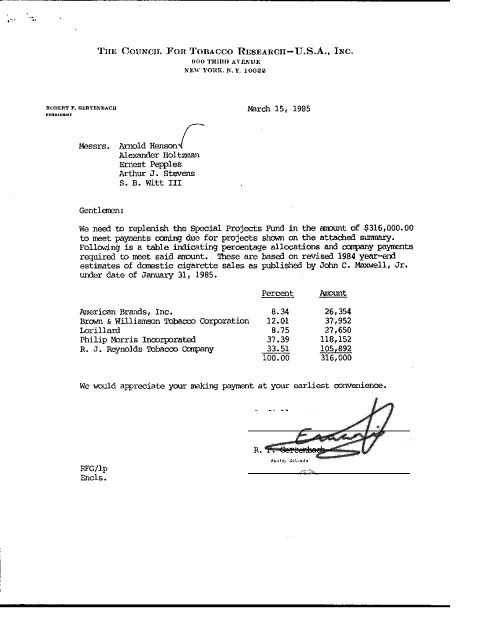 THE COUNCIL FOR TOBACCO RESEARCH—U.S.A., INC.
900 THIRD AVENUE
NEW YORK, N.Y. 10022
ROBERT F. GERTENBACH
PRESIDENT
March 15, 1985
Messrs. Arnold Henson
Alexander Holtzman
Ernest Pepples
Arthur J. Stevens
S. B. Witt III
Gentlemen:
We need to replenish the Special Projects Fund in the amount of $316,000.00
to meet payments coming due for projects shown on the attached summary.
Following is a table indicating percentage allocations and company payments
required to meet said amount. These are based on revised 1984 year-end
estimates of domestic cigarette sales as published by John C. Maxwell, Jr.
under date of January 31, 1985.
Percent Amount
American Brands, Inc. 8.34 26,354
Brown & Williamson Tobacco Corporation 12.01 37,952
Lorillard 8.75 27,650
Philip Morris Incorporated 37.39 118,152
R. J. Reynolds Tobacco Company 33.51 105,892
100.00 316,000
We would appreciate your making payment at your earliest convenience.
R. F. Gertenbach
RFG/lp
Encls.